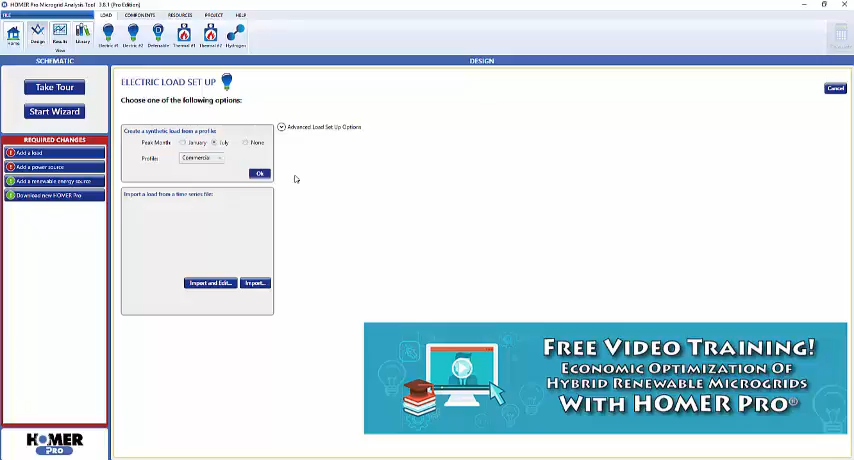 HOMER Pro Microgrid Analysis Tool 3.8.1 (Pro Edition)
FILE
LOAD COMPONENTS RESOURCES PROJECT HELP
Home Design Results Library
View
Electric #1 Electric #2 Deferrable Thermal #1 Thermal #2 Hydrogen
SCHEMATIC
DESIGN
Take Tour
Start Wizard
REQUIRED CHANGES
Add a load
Add a power source
Add a renewable energy source
Download new HOMER Pro
HOMER
Pro
ELECTRIC LOAD SET UP
Cancel
Choose one of the following options:
Create a synthetic load from a profile:
Peak Month: January July None
Profile: Commercial
Ok
Advanced Load Set Up Options
Import a load from a time series file:
Import and Edit... Import...
FREE VIDEO TRAINING!
ECONOMIC OPTIMIZATION OF
HYBRID RENEWABLE MICROGRIDS
WITH HOMER PRO®